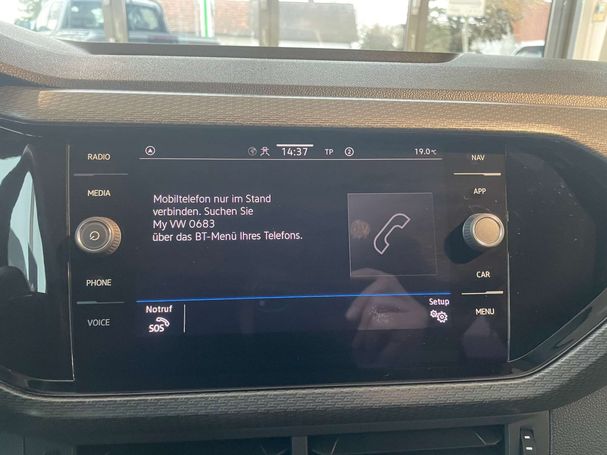 RADIO
MEDIA
PHONE
VOICE
14:37 TP 19.0°C
Mobiltelefon nur im Stand
verbinden. Suchen Sie
My VW 0683
über das BT-Menü Ihres Telefons.
Notruf
SOS
Setup
NAV
APP
CAR
MENU